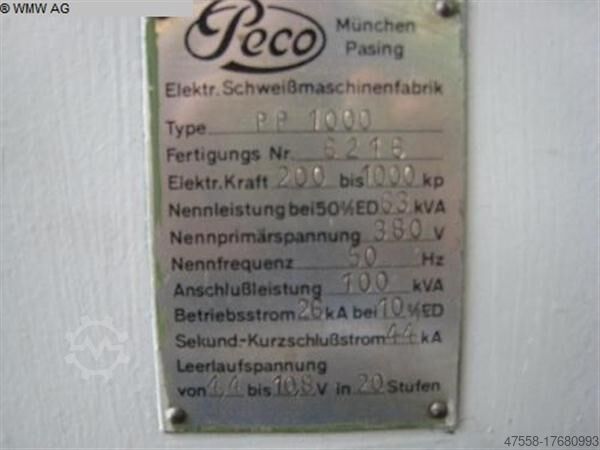 © WMW AG
Peco München
Pasing
Elektr. Schweißmaschinenfabrik
Type PP 1000
Fertigungs Nr. 6216
Elektr. Kraft 200 bis 1000 kp
Nennleistung bei 50% ED 63 kVA
Nennprimärspannung 380 V
Nennfrequenz 50 Hz
Anschlußleistung 100 kVA
Betriebsstrom 26 kA bei 10% ED
Sekund.-Kurzschlußstrom 44 kA
Leerlaufspannung
von 4,4 bis 10,8 V in 20 Stufen
47558-17680993